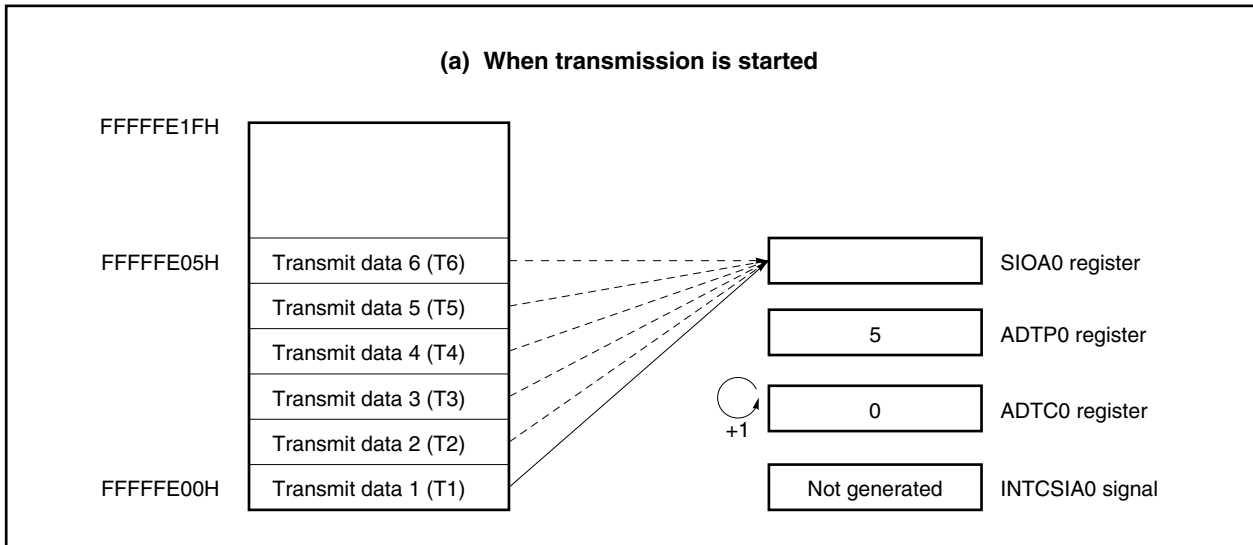 (a) When transmission is started
FFFFFE1FH
FFFFFE05H Transmit data 6 (T6) SIOA0 register
Transmit data 5 (T5) 5 ADTP0 register
Transmit data 4 (T4)
Transmit data 3 (T3) 0 ADTC0 register
+1
Transmit data 2 (T2)
FFFFFE00H Transmit data 1 (T1) Not generated INTCSIA0 signal